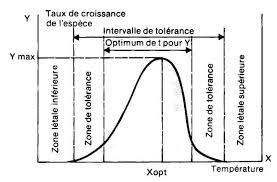 Y
Taux de croissance
de l'espèce
Intervalle de tolérance
Optimum de t pour Y
Y max
Zone létale inférieure
Zone de tolérance
Zone de tolérance
Zone létale supérieure
X
Xopt
Température